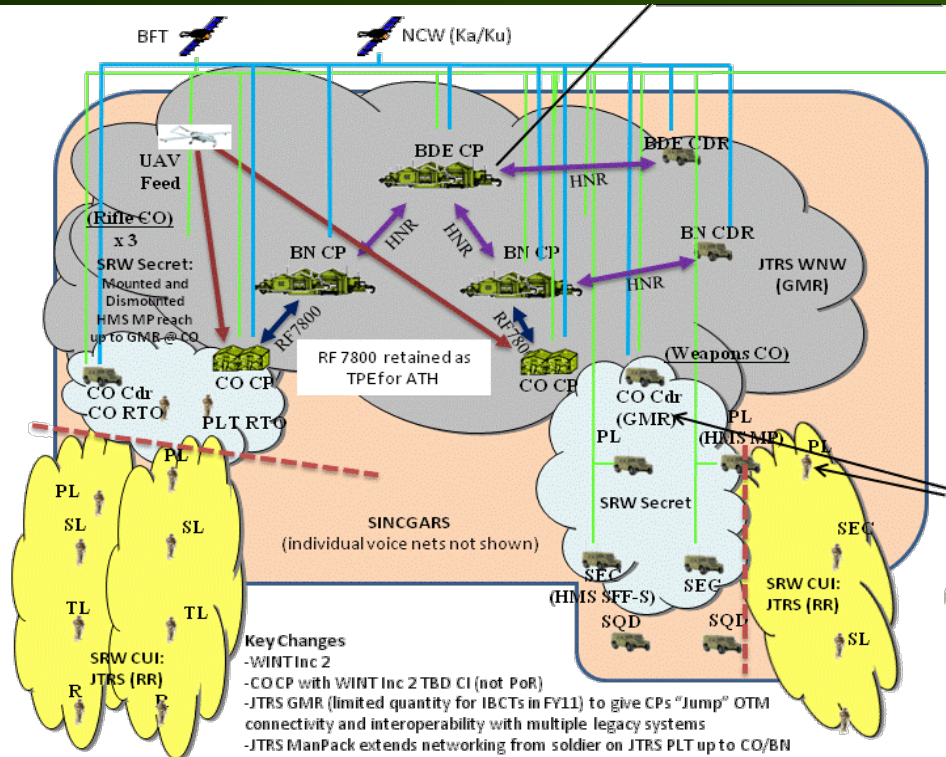 BFT
NCW (Ka/Ku)
UAV
Feed
BDE CP
BDE CDR
HNR
(Rifle CO)
x 3
BN CDR
HNR
HNR
BN CP
BN CP
HNR
JTRS WNW
(GMR)
SRW Secret:
Mounted and
Dismounted
HMS MP reach
up to GMR @ CO
RF7800
RF780
RF 7800 retained as
TPE for ATH
(Weapons CO)
CO CP
CO CP
CO Cdr
CO RTO
PLT RTO
CO Cdr
(GMR)
PL
(HMS MP)
PL
PL
PL
PL
SRW Secret
SL
SL
SINCGARS
(individual voice nets not shown)
SEC
SEC
(HMS SFF-S)
SEC
SRW CUI:
JTRS (RR)
TL
TL
SQD
SQD
SL
SRW CUI:
JTRS (RR)
R
R
Key Changes
-WINT Inc 2
-CO CP with WINT Inc 2 TBD CI (not PoR)
-JTRS GMR (limited quantity for IBCTs in FY11) to give CPs "Jump" OTM
connectivity and interoperability with multiple legacy systems
-JTRS ManPack extends networking from soldier on JTRS PLT up to CO/BN